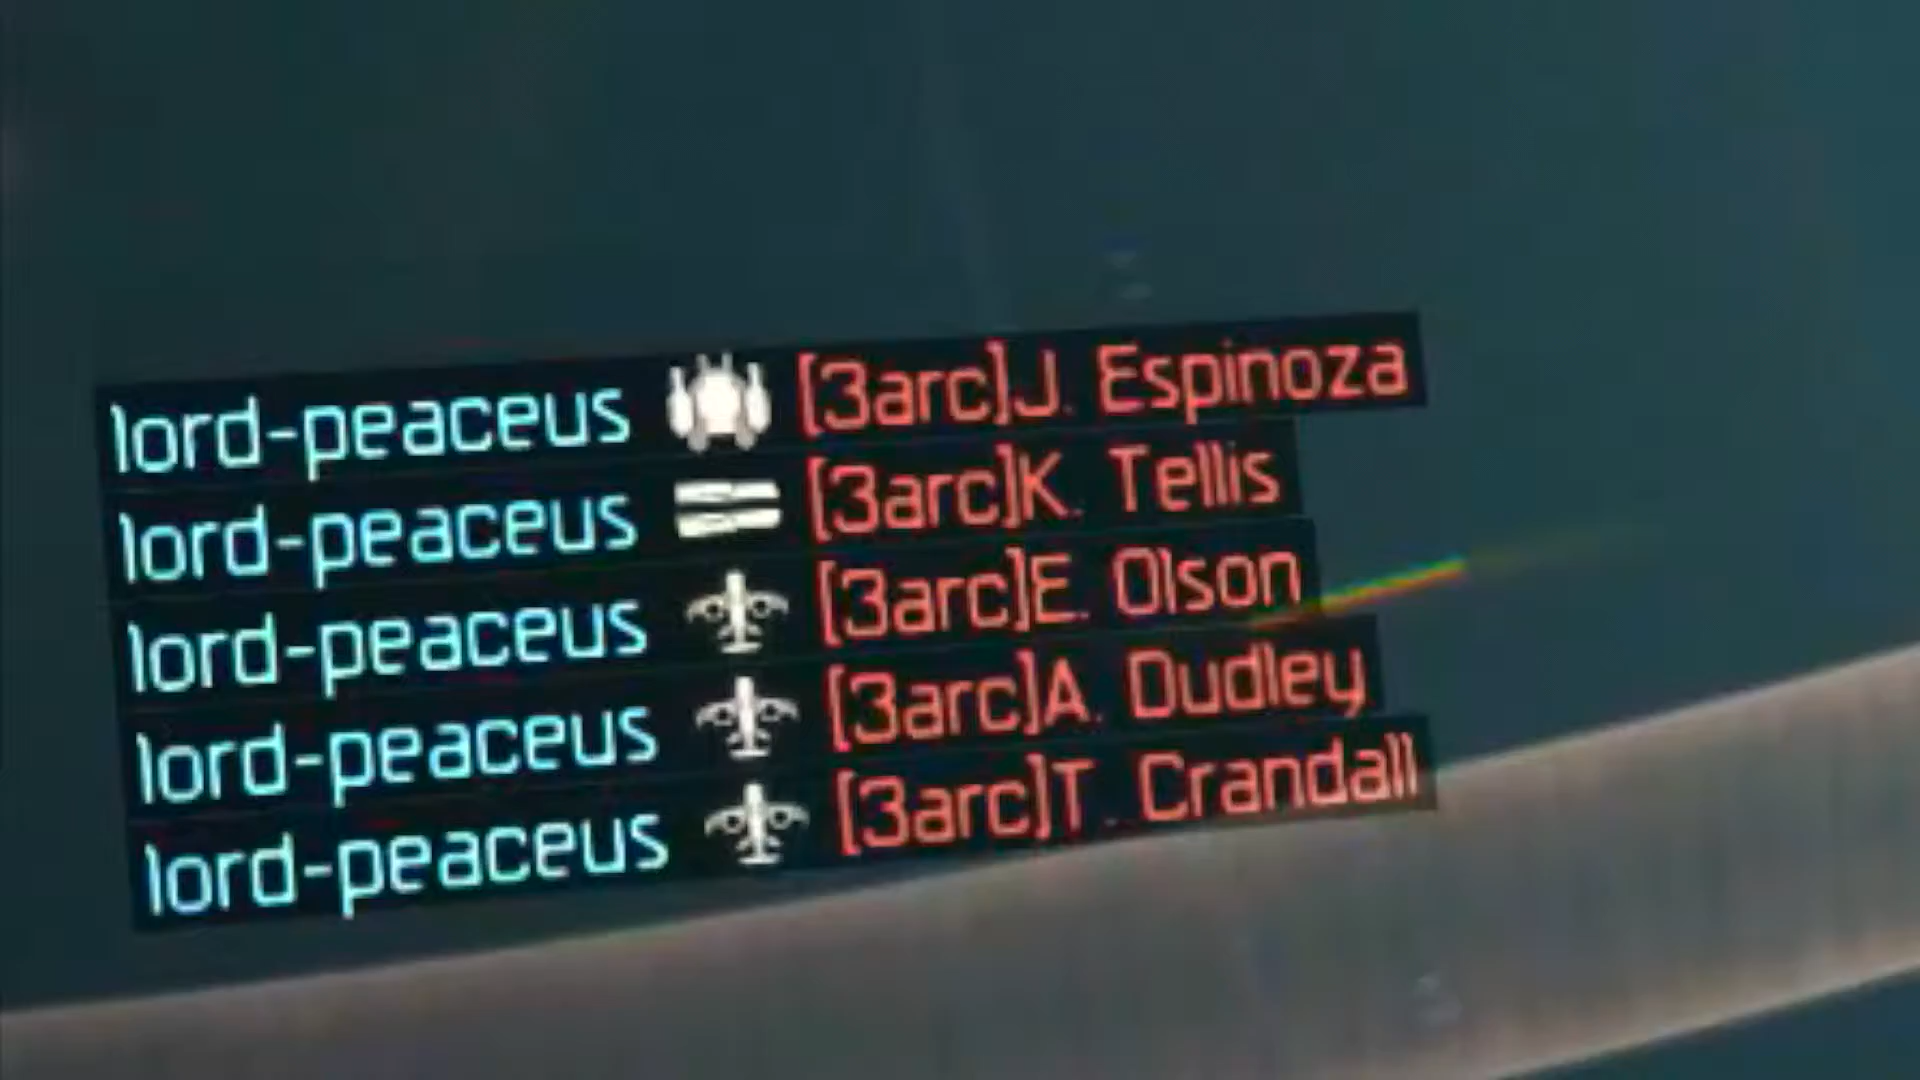 lord-peaceus [3arc]J. Espinoza
lord-peaceus [3arc]K. Tellis
lord-peaceus [3arc]E. Olson
lord-peaceus [3arc]A. Dudley
lord-peaceus [3arc]T. Crandall